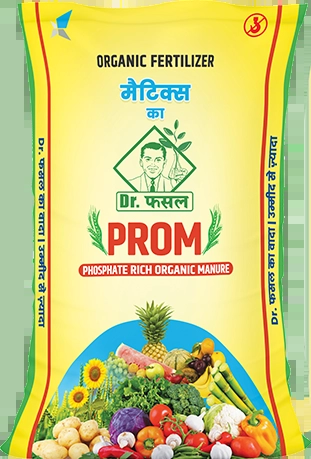 ORGANIC FERTILIZER
मैटिक्स
का
Dr. फसल
PROM
PHOSPHATE RICH ORGANIC MANURE
Dr. फसल का वादा | उम्मीद से ज़्यादा
Dr. फसल का वादा | उम्मीद से ज़्यादा